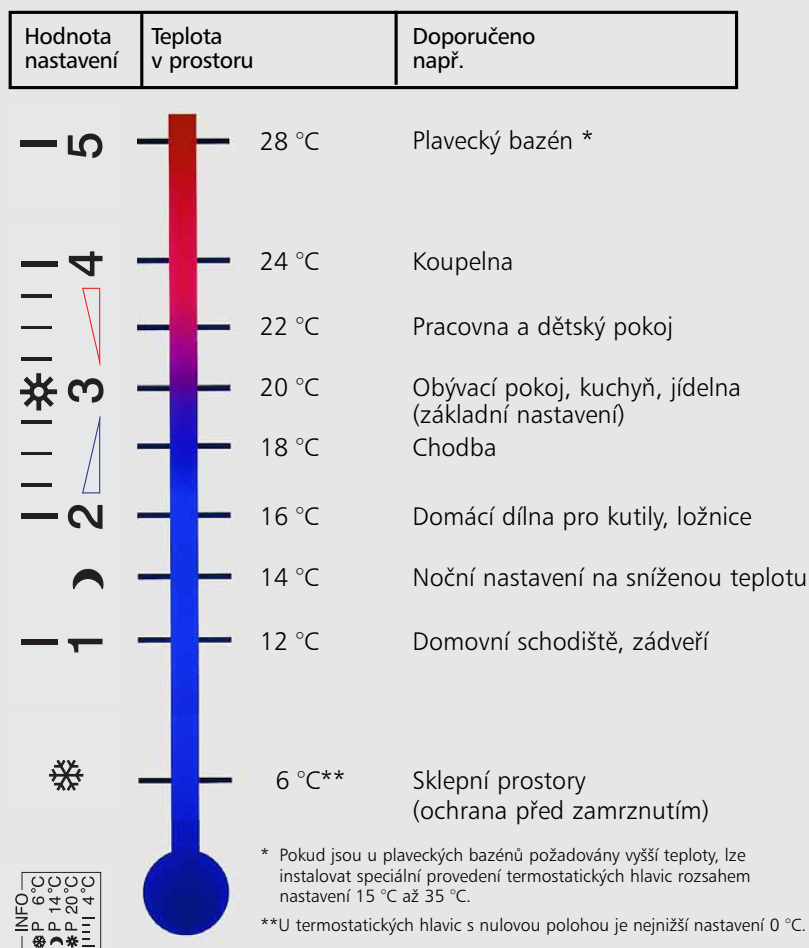 Hodnota nastavení
Teplota v prostoru
Doporučeno např.
5 28 °C Plavecký bazén *
4 24 °C Koupelna
22 °C Pracovna a dětský pokoj
3 20 °C Obývací pokoj, kuchyň, jídelna
(základní nastavení)
18 °C Chodba
2 16 °C Domácí dílna pro kutily, ložnice
14 °C Noční nastavení na sníženou teplotu
1 12 °C Domovní schodiště, zádveří
6 °C** Sklepní prostory
(ochrana před zamrznutím)
* Pokud jsou u plaveckých bazénů požadovány vyšší teploty, lze
instalovat speciální provedení termostatických hlavic rozsahem
nastavení 15 °C až 35 °C.
**U termostatických hlavic s nulovou polohou je nejnižší nastavení 0 °C.
INFO
P 6°C
P 14°C
P 20°C
4°C